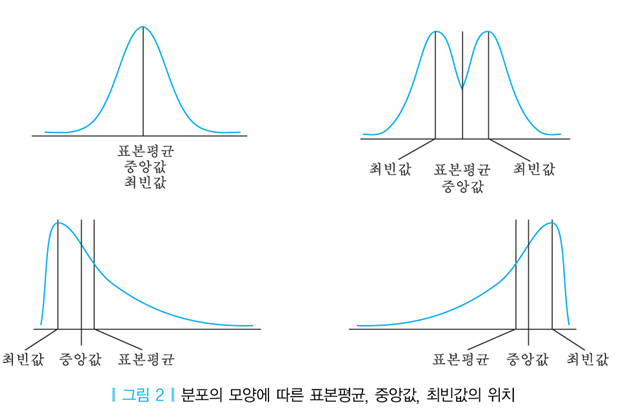 표본평균
중앙값
최빈값
최빈값 표본평균 최빈값
중앙값
최빈값 중앙값 표본평균
표본평균 중앙값 최빈값
‖ 그림 2 ‖ 분포의 모양에 따른 표본평균, 중앙값, 최빈값의 위치